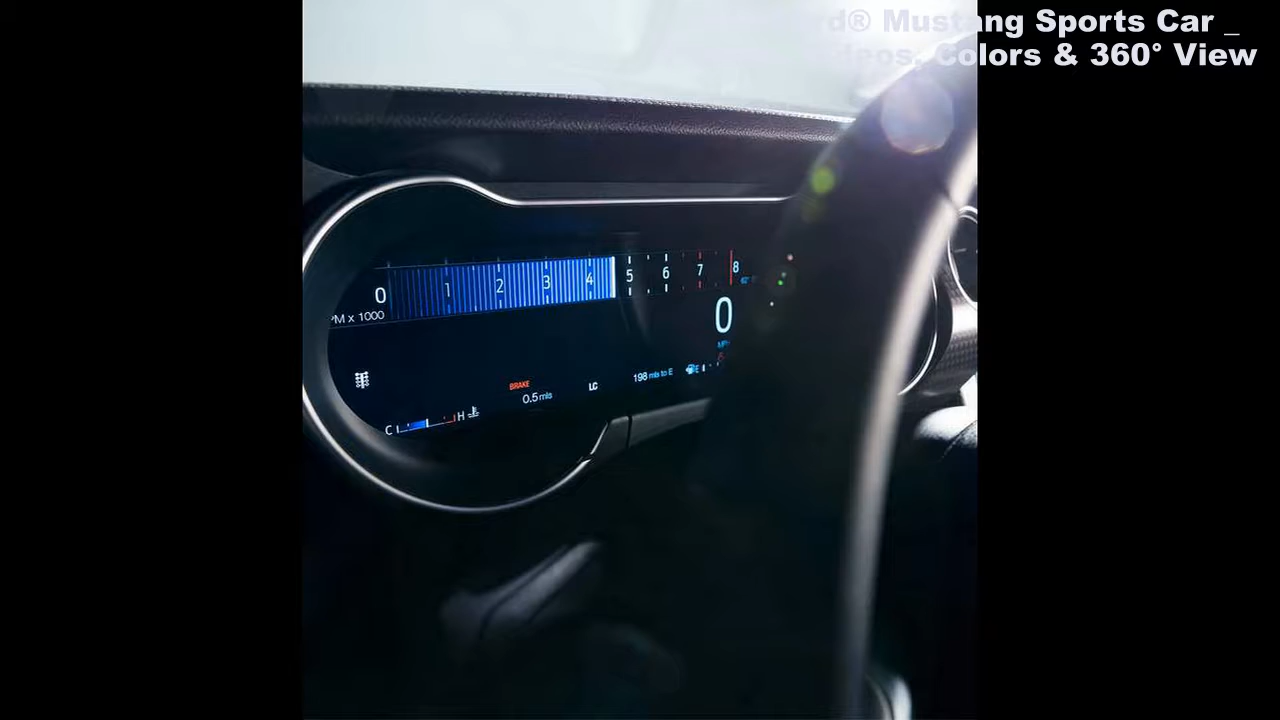 Mustang Sports Car _
Colors & 360° View
0 1 2 3 4 5 6 7 8
PM x 1000
0
MPH
BRAKE
0.5 mls
LC
198 mls to E
E
C H